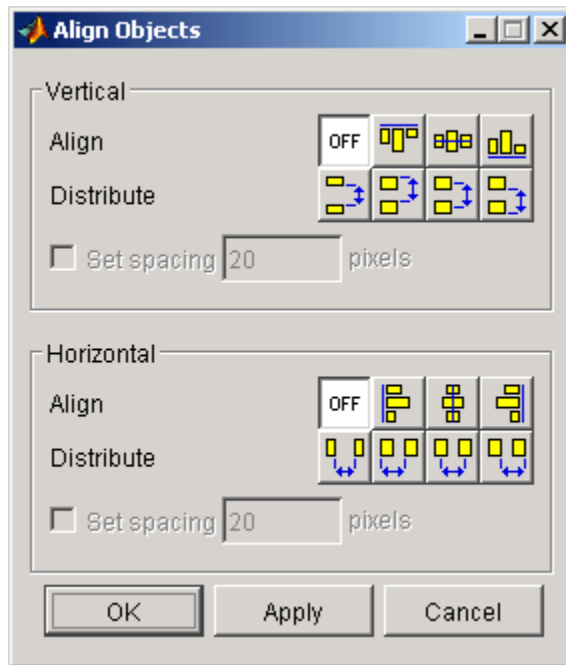 Align Objects
Vertical
Align OFF
Distribute
Set spacing 20 pixels
Horizontal
Align OFF
Distribute
Set spacing 20 pixels
OK Apply Cancel